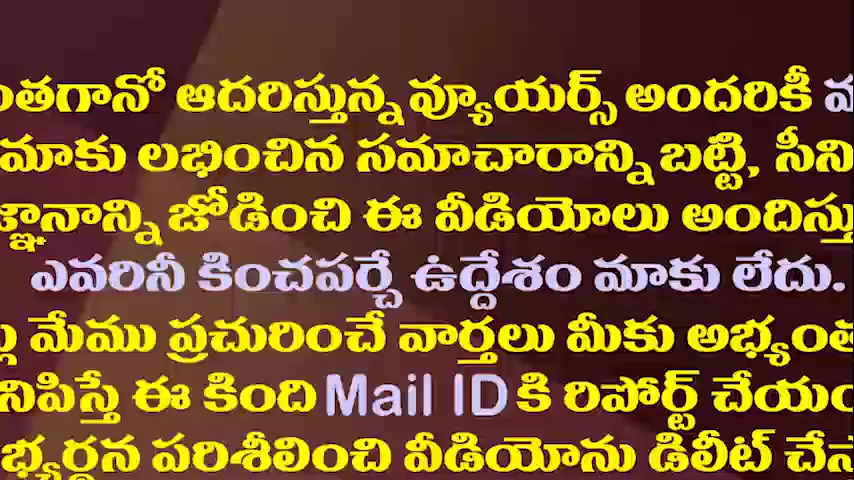 ంతగానో ఆదరిస్తున్న వ్యూయర్స్ అందరికీ
మాకు లభించిన సమాచారాన్ని బట్టి, సీని
జ్ఞానాన్ని జోడించి ఈ వీడియోలు అందిస్తు
ఎవరినీ కించపర్చే ఉద్దేశం మాకు లేదు.
మేము ప్రచురించే వార్తలు మీకు అభ్యంత
నిపిస్తే ఈ కింది Mail ID కి రిపోర్ట్ చేయం
భ్యర్థన పరిశీలించి వీడియోను డిలీట్ చేస